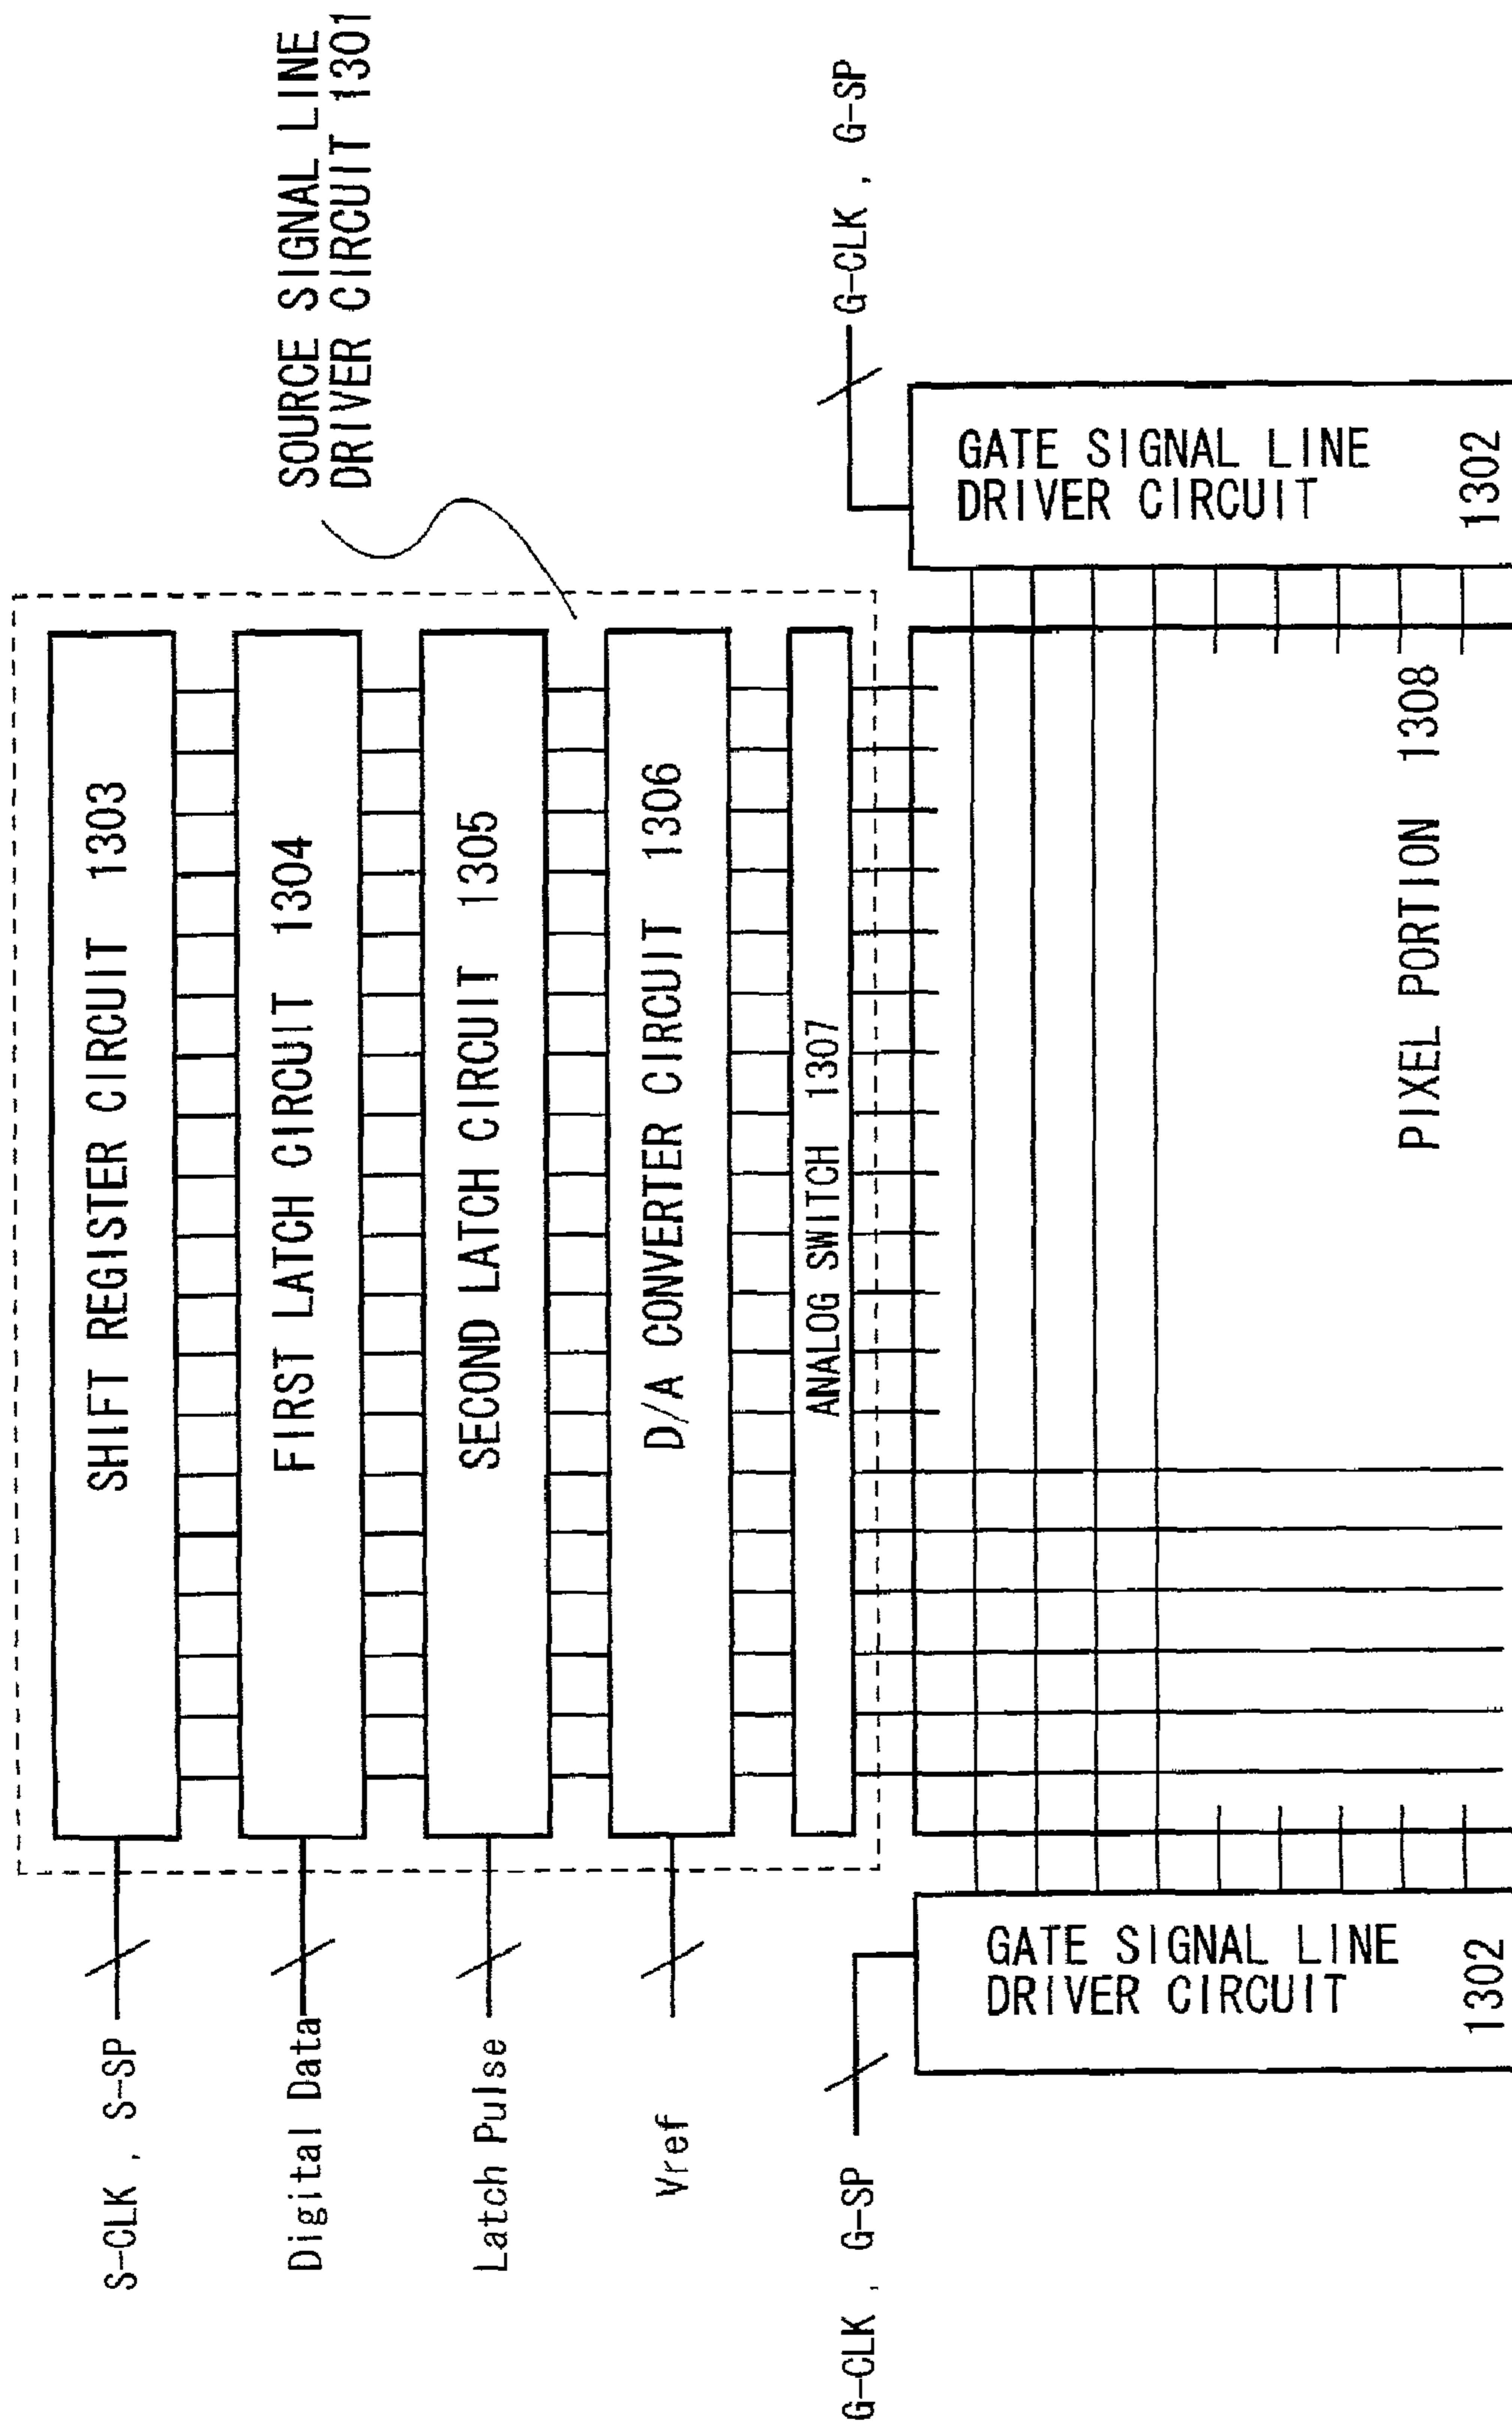 SOURCE SIGNAL LINE
DRIVER CIRCUIT 1301
S-CLK , S-SP
SHIFT REGISTER CIRCUIT 1303
Digital Data
FIRST LATCH CIRCUIT 1304
Latch Pulse
SECOND LATCH CIRCUIT 1305
Vref
D/A CONVERTER CIRCUIT 1306
ANALOG SWITCH 1307
G-CLK , G-SP
G-CLK , G-SP
GATE SIGNAL LINE
DRIVER CIRCUIT
1302
PIXEL PORTION 1308
GATE SIGNAL LINE
DRIVER CIRCUIT
1302